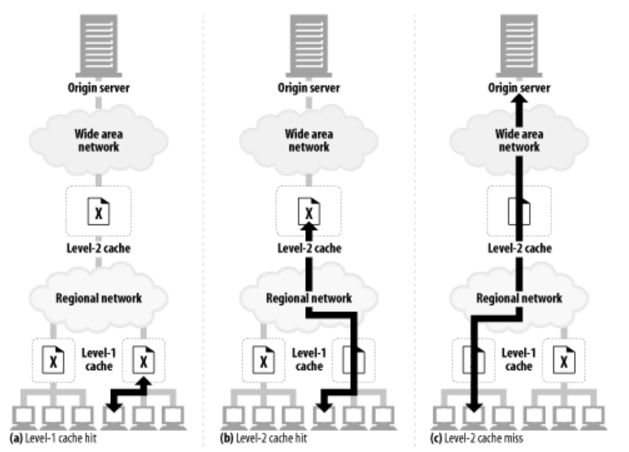 Origin server
Wide area
network
X
Level-2 cache
Regional network
X
Level-1
cache
X
(a) Level-1 cache hit
Origin server
Wide area
network
X
Level-2 cache
Regional network
X
Level-1
cache
(b) Level-2 cache hit
Origin server
Wide area
network
Level-2 cache
Regional network
Level-1
cache
X
(c) Level-2 cache miss